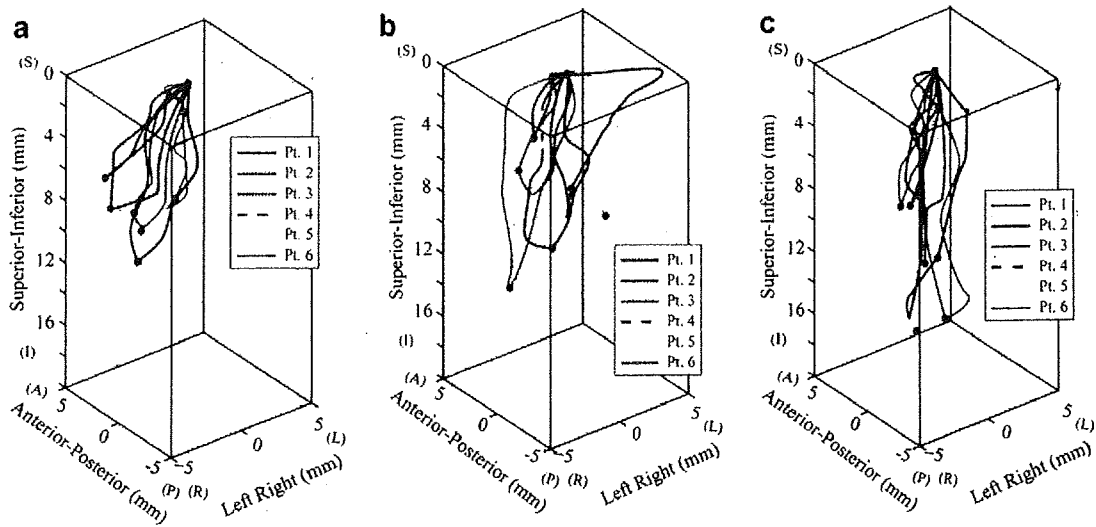 a
(S)
0
4
8
12
16
(I)
(A)
5
0
-5
-5
0
5
(P) (R)
(L)
Superior-Inferior (mm)
Anterior-Posterior (mm)
Left Right (mm)
Pt. 1
Pt. 2
Pt. 3
Pt. 4
Pt. 5
Pt. 6
b
(S)
0
4
8
12
16
(I)
(A)
5
0
-5
-5
0
5
(P) (R)
(L)
Superior-Inferior (mm)
Anterior-Posterior (mm)
Left Right (mm)
Pt. 1
Pt. 2
Pt. 3
Pt. 4
Pt. 5
Pt. 6
c
(S)
0
4
8
12
16
(I)
(A)
5
0
-5
-5
0
5
(P) (R)
(L)
Superior-Inferior (mm)
Anterior-Posterior (mm)
Left Right (mm)
Pt. 1
Pt. 2
Pt. 3
Pt. 4
Pt. 5
Pt. 6